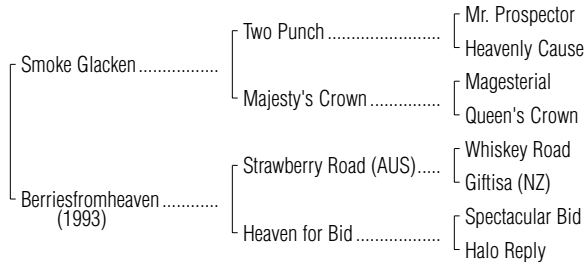 Mr. Prospector
Two Punch
Heavenly Cause
Smoke Glacken
Magesterial
Majesty's Crown
Queen's Crown
Whiskey Road
Strawberry Road (AUS)
Giftisa (NZ)
Berriesfromheaven
(1993)
Spectacular Bid
Heaven for Bid
Halo Reply